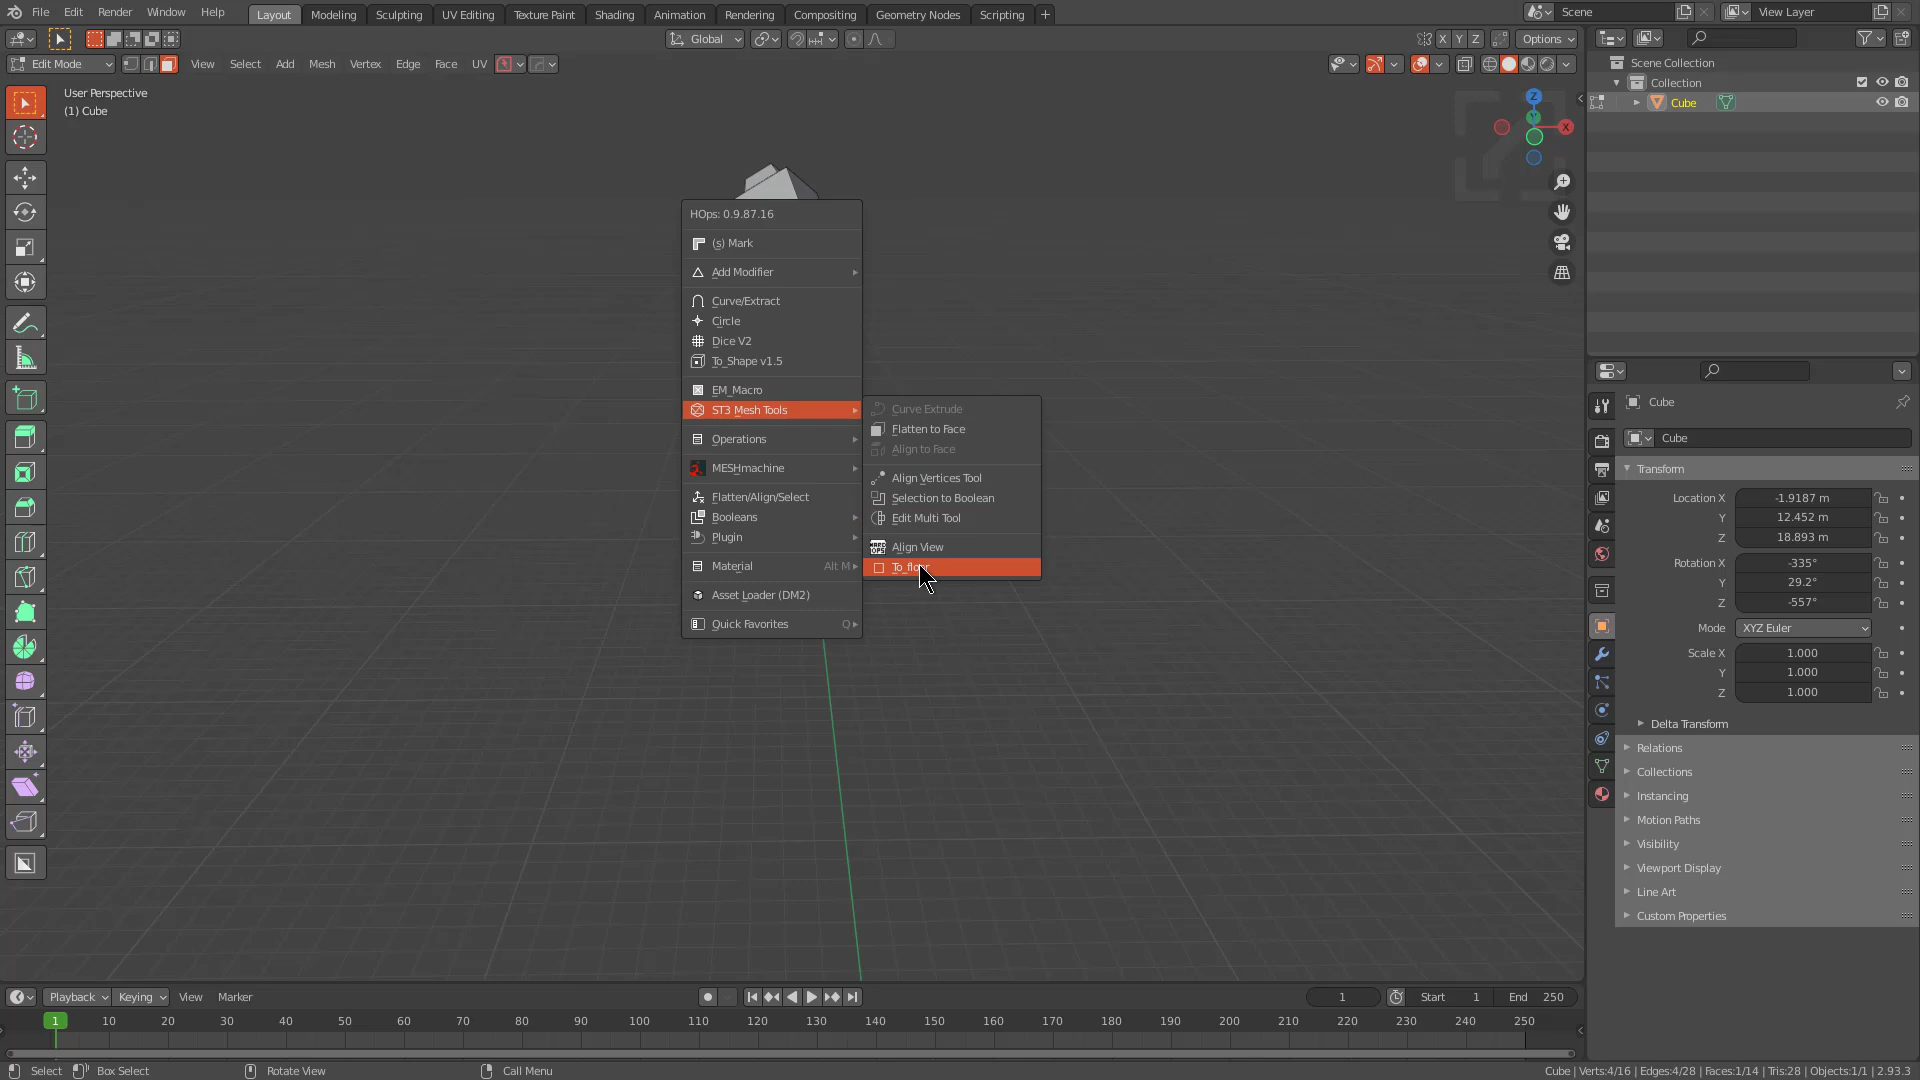 File Edit Render Window Help Layout Modeling Sculpting UV Editing Texture Paint Shading Animation Rendering Compositing Geometry Nodes Scripting + Scene View Layer
Global X Y Z Options
Edit Mode View Select Add Mesh Vertex Edge Face UV
User Perspective
(1) Cube
Scene Collection
Collection
Cube
Z
Y
X
HOps: 0.9.87.16
(s) Mark
Add Modifier
Curve/Extract
Circle
Dice V2
To_Shape v1.5
EM_Macro
ST3 Mesh Tools
Operations
MESHmachine
Flatten/Align/Select
Booleans
Plugin
Material Alt M
Asset Loader (DM2)
Quick Favorites Q
Curve Extrude
Flatten to Face
Align to Face
Align Vertices Tool
Selection to Boolean
Edit Multi Tool
Align View
Cube
Cube
Transform
Location X -1.9187 m
Y 12.452 m
Z 18.893 m
Rotation X -335°
Y 29.2°
Z -557°
Mode XYZ Euler
Scale X 1.000
Y 1.000
Z 1.000
Delta Transform
Relations
Collections
Instancing
Motion Paths
Visibility
Viewport Display
Line Art
Custom Properties
Playback Keying View Marker 1 Start 1 End 250
1 10 20 30 40 50 60 70 80 90 100 110 120 130 140 150 160 170 180 190 200 210 220 230 240 250
Select Box Select Rotate View Call Menu Cube | Verts:4/16 | Edges:4/28 | Faces:1/14 | Tris:28 | Objects:1/1 | 2.93.3